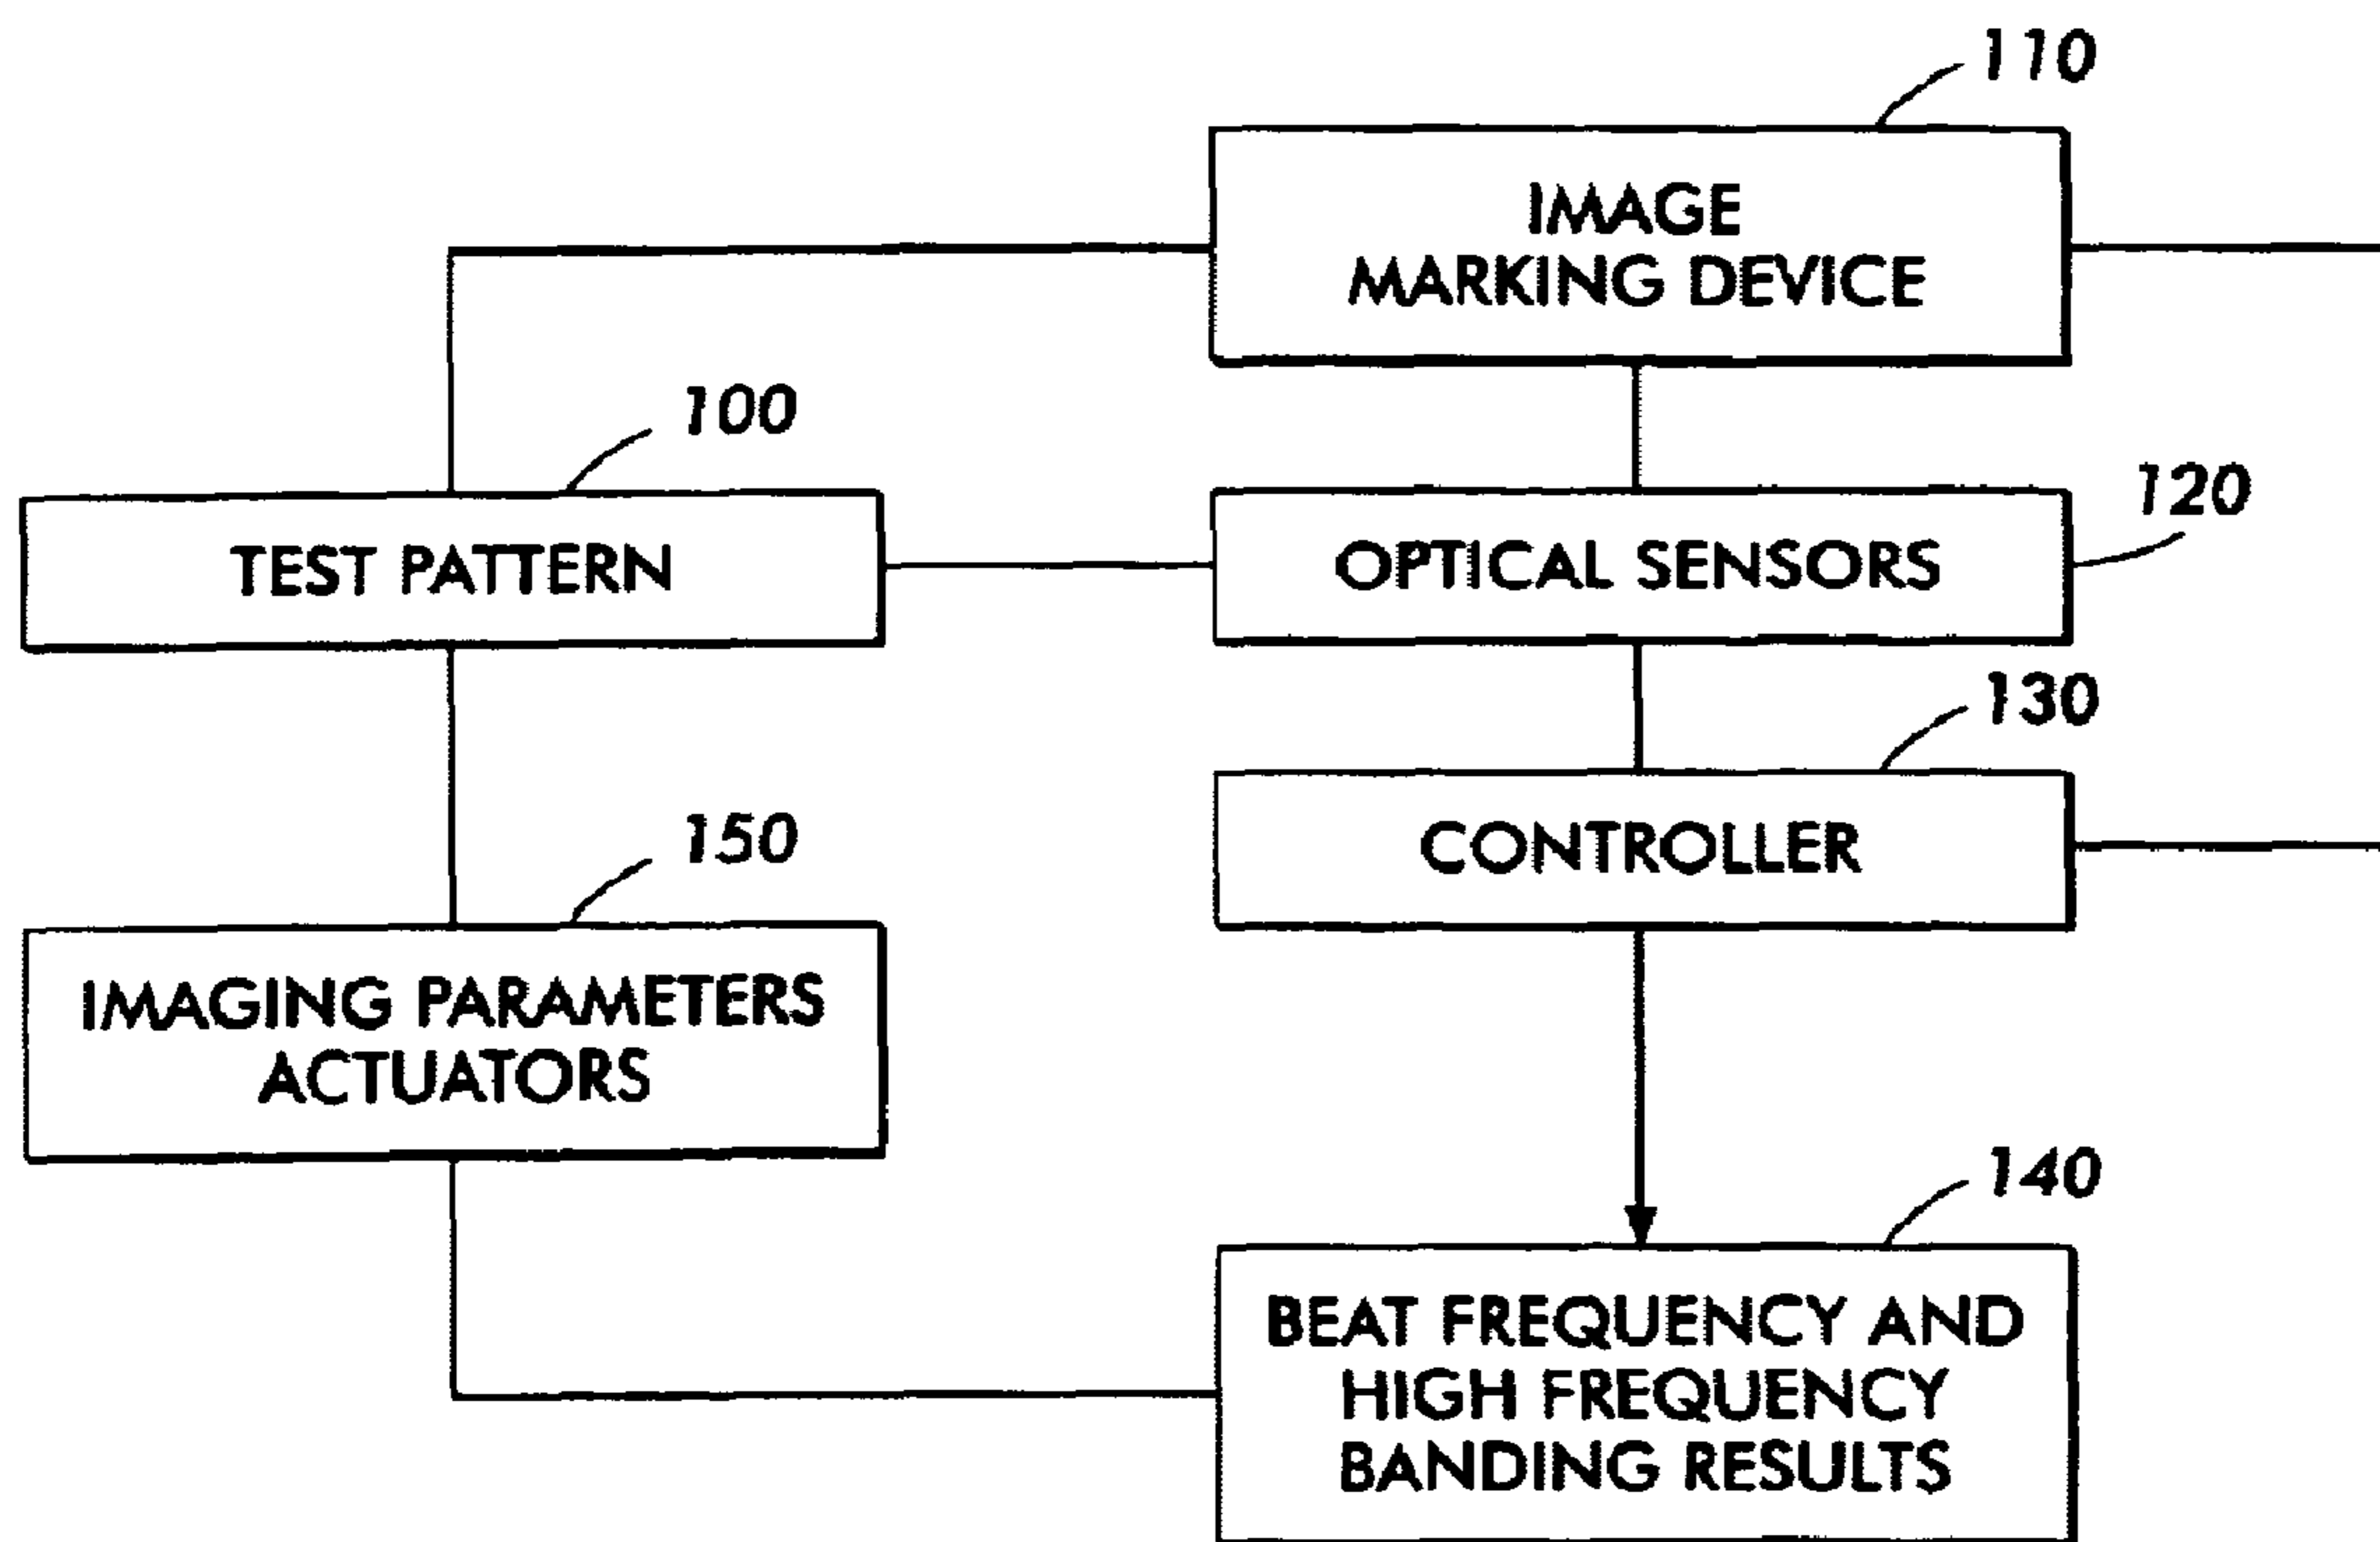 110
IMAGE
MARKING DEVICE
100
TEST PATTERN
120
OPTICAL SENSORS
130
CONTROLLER
150
IMAGING PARAMETERS
ACTUATORS
140
BEAT FREQUENCY AND
HIGH FREQUENCY
BANDING RESULTS